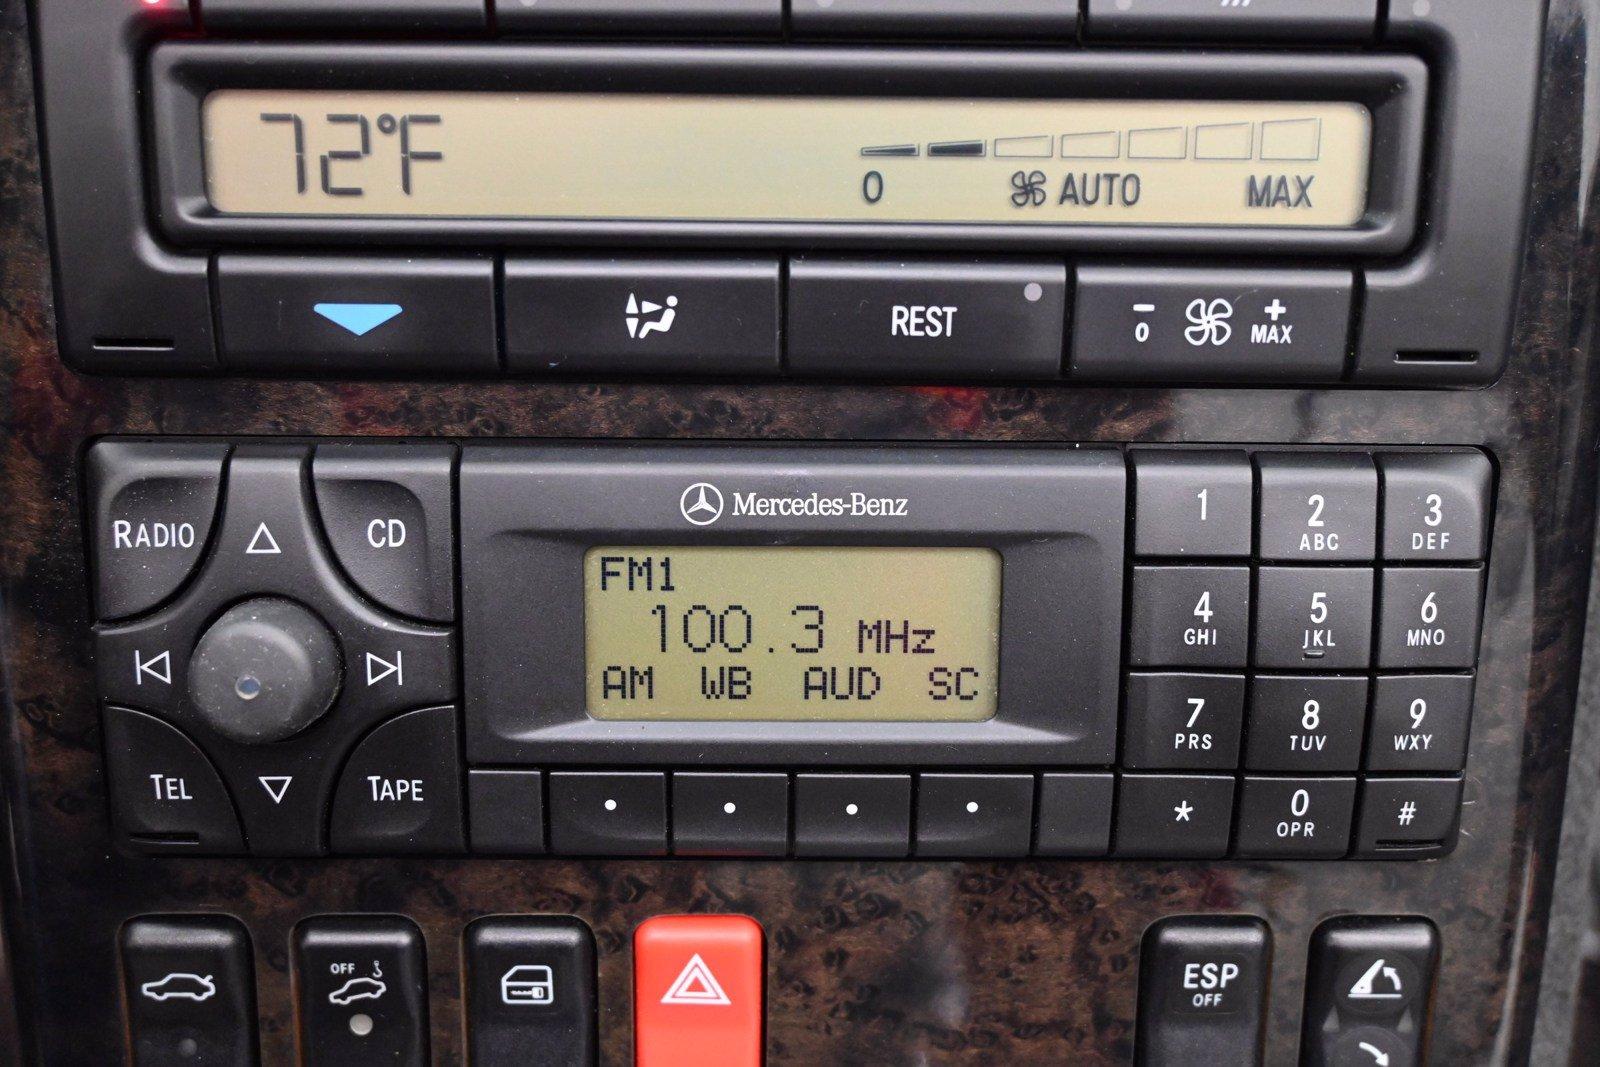 72°F
0 AUTO MAX
REST
- 0 + MAX
RADIO
CD
TEL
TAPE
Mercedes-Benz
FM1
100.3 MHz
AM WB AUD SC
1
2 ABC
3 DEF
4 GHI
5 JKL
6 MNO
7 PRS
8 TUV
9 WXY
*
0 OPR
#
OFF
ESP
OFF